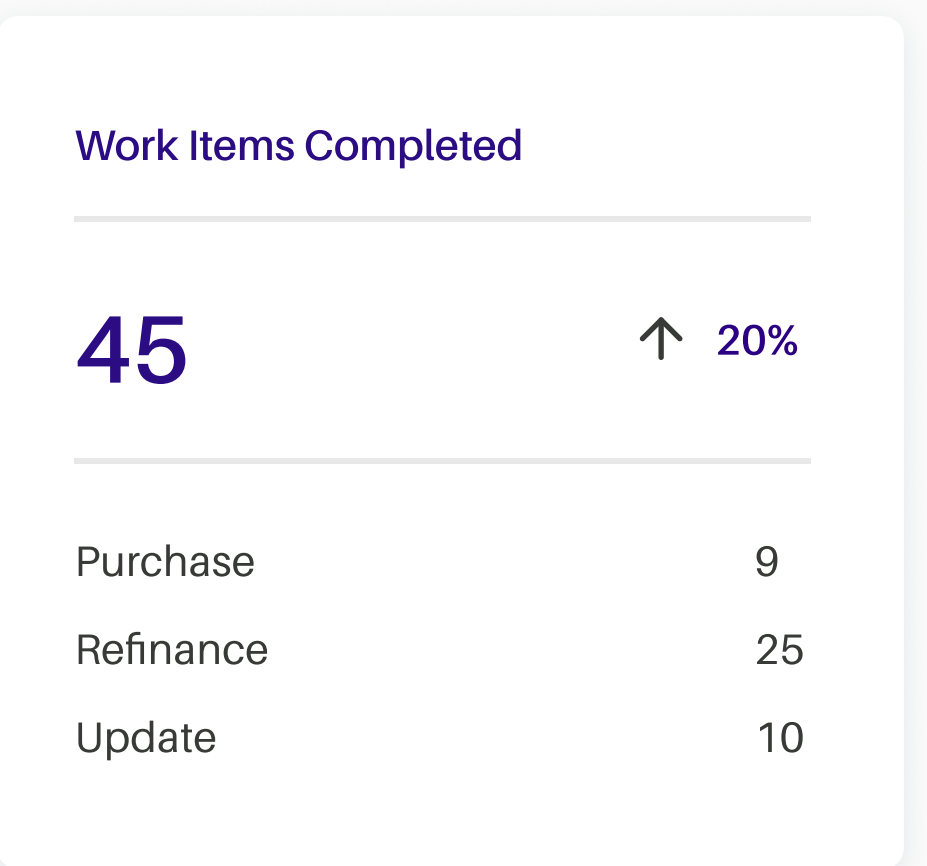 Work Items Completed
45 ↑ 20%
Purchase 9
Refinance 25
Update 10